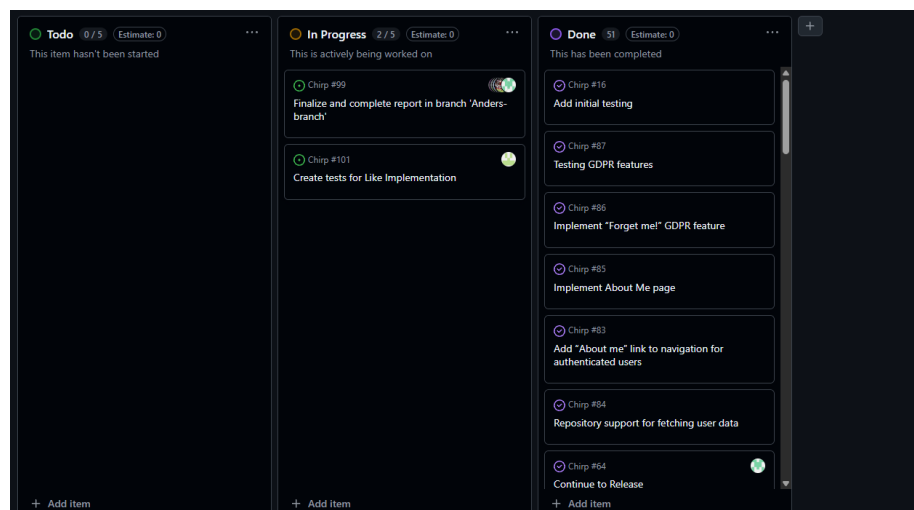 Todo 0 / 5 Estimate: 0 ...
This item hasn't been started
+ Add item
In Progress 2 / 5 Estimate: 0 ...
This is actively being worked on
Chirp #99
Finalize and complete report in branch 'Anders-
branch'
Chirp #101
Create tests for Like Implementation
+ Add item
Done 51 Estimate: 0 ...
This has been completed
Chirp #16
Add initial testing
Chirp #87
Testing GDPR features
Chirp #86
Implement “Forget me!” GDPR feature
Chirp #85
Implement About Me page
Chirp #83
Add “About me” link to navigation for
authenticated users
Chirp #84
Repository support for fetching user data
Chirp #64
Continue to Release
+ Add item
+